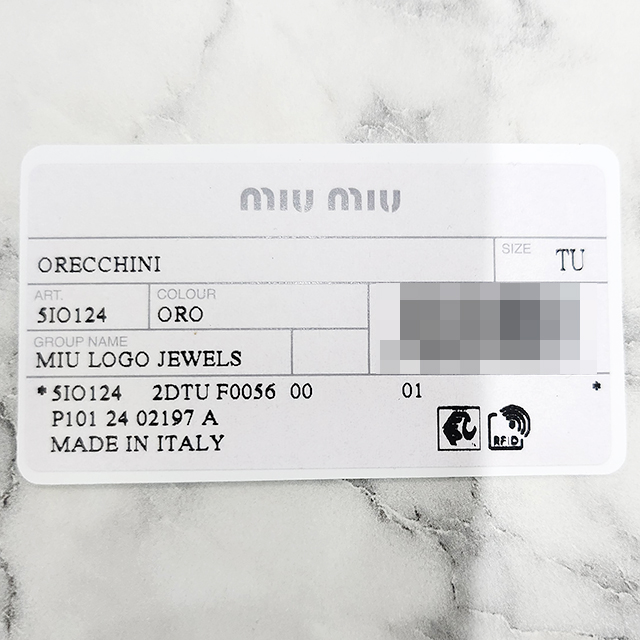 MIU MIU
ORECCHINI
SIZE TU
ART. COLOUR
5IO124 ORO
GROUP NAME
MIU LOGO JEWELS
*5IO124 2DTU F0056 00 01 *
P101 24 02197 A
MADE IN ITALY
RFID